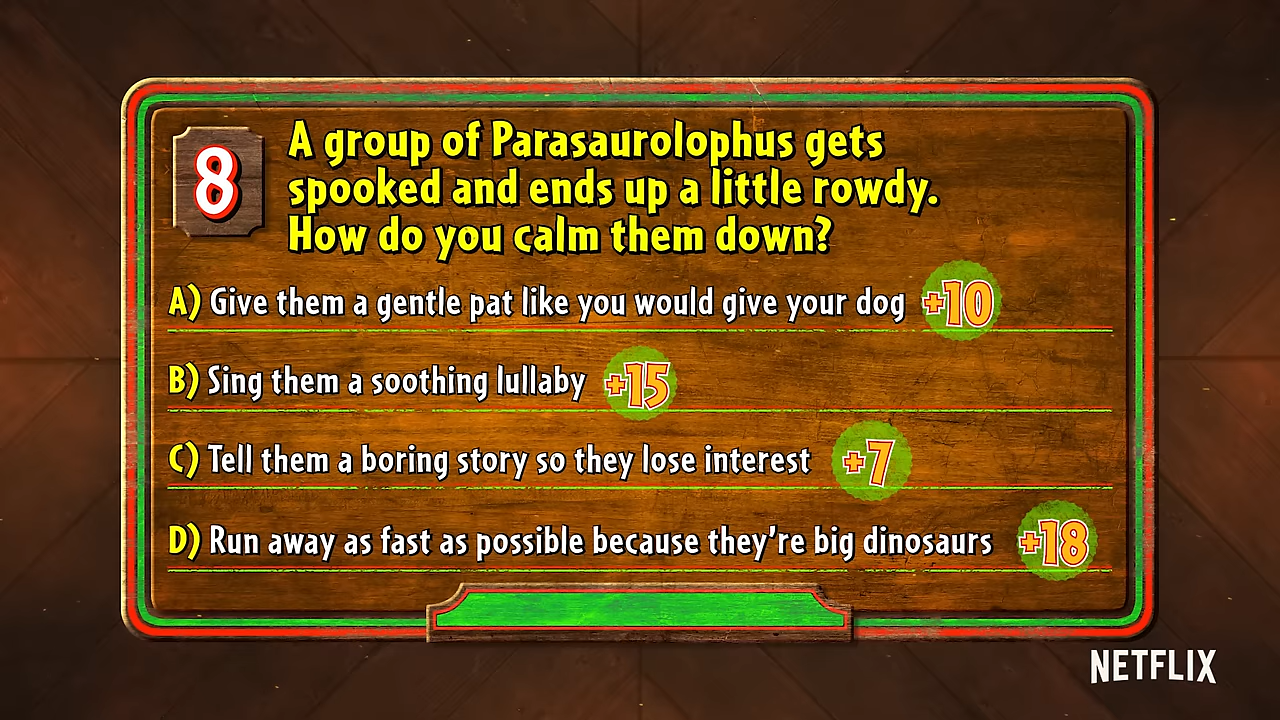 8
A group of Parasaurolophus gets
spooked and ends up a little rowdy.
How do you calm them down?
A) Give them a gentle pat like you would give your dog +10
B) Sing them a soothing lullaby +15
C) Tell them a boring story so they lose interest +7
D) Run away as fast as possible because they're big dinosaurs +18
NETFLIX